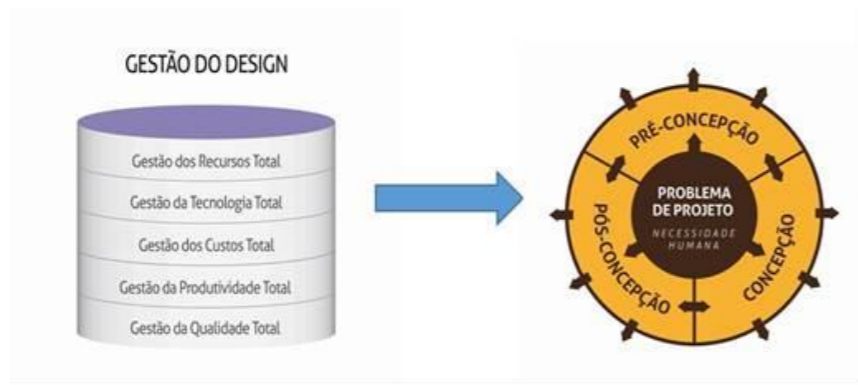 GESTÃO DO DESIGN
Gestão dos Recursos Total
Gestão da Tecnologia Total
Gestão dos Custos Total
Gestão da Produtividade Total
Gestão da Qualidade Total
PRÉ-CONCEPÇÃO
PROBLEMA
DE PROJETO
NECESSIDADE
HUMANA
PÓS-CONCEPÇÃO
CONCEPÇÃO